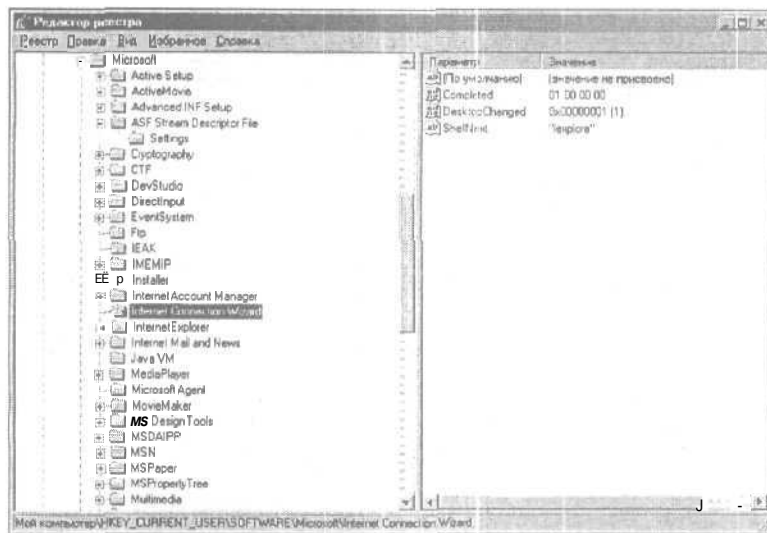 Редактор реестра
Реестр Правка Вид Избранное Справка
Microsoft
Active Setup
ActiveMovie
Advanced INF Setup
ASF Stream Descriptor File
Settings
Cryptography
CTF
DevStudio
DirectInput
EventSystem
Ftp
IEAK
IMEMIP
ЕЁ р Installer
Internet Account Manager
Internet Connection Wizard
InternetExplorer
Internet Mail and News
Java VM
MediaPlayer
Microsoft Agent
MovieMaker
MS Design Tools
MSDAIPP
MSN
MSPaper
MSPropertyTree
Multimedia
Параметр Значение
(По умолчанию) (значение не присвоено)
Completed 01 00 00 00
DesktopChanged 0x00000001 (1)
ShellNext "iexplore"
Мой компьютер\HKEY_CURRENT_USER\SOFTWARE\Microsoft\Internet Connection Wizard